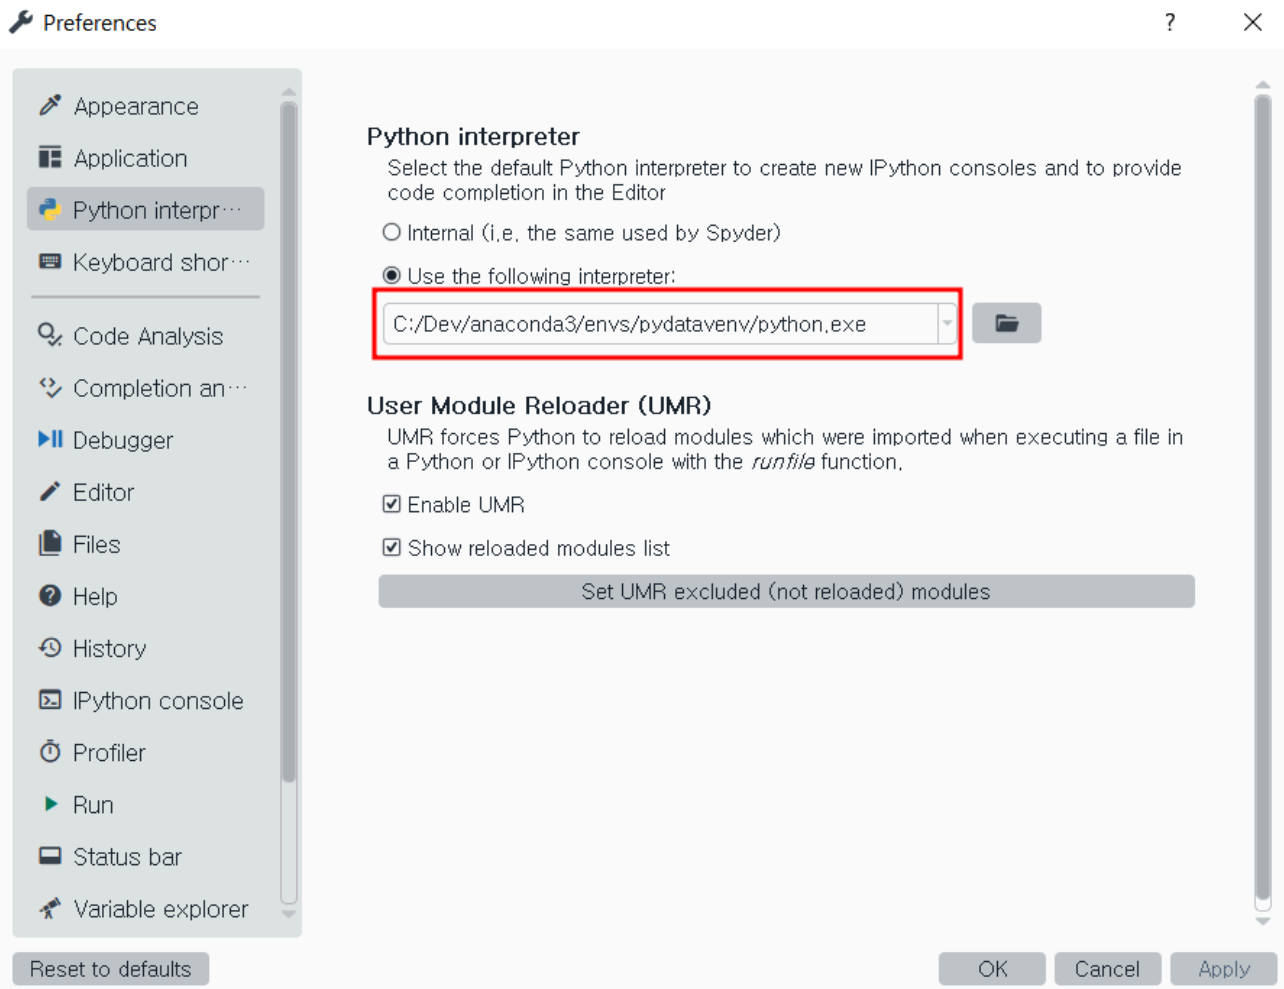 Preferences
?
Appearance
Application
Python interpr···
Keyboard shor···
Code Analysis
Completion an···
Debugger
Editor
Files
Help
History
IPython console
Profiler
Run
Status bar
Variable explorer
Python interpreter
Select the default Python interpreter to create new IPython consoles and to provide
code completion in the Editor
Internal (i.e. the same used by Spyder)
Use the following interpreter:
C:/Dev/anaconda3/envs/pydatavenv/python.exe
User Module Reloader (UMR)
UMR forces Python to reload modules which were imported when executing a file in
a Python or IPython console with the runfile function.
Enable UMR
Show reloaded modules list
Set UMR excluded (not reloaded) modules
Reset to defaults
OK
Cancel
Apply